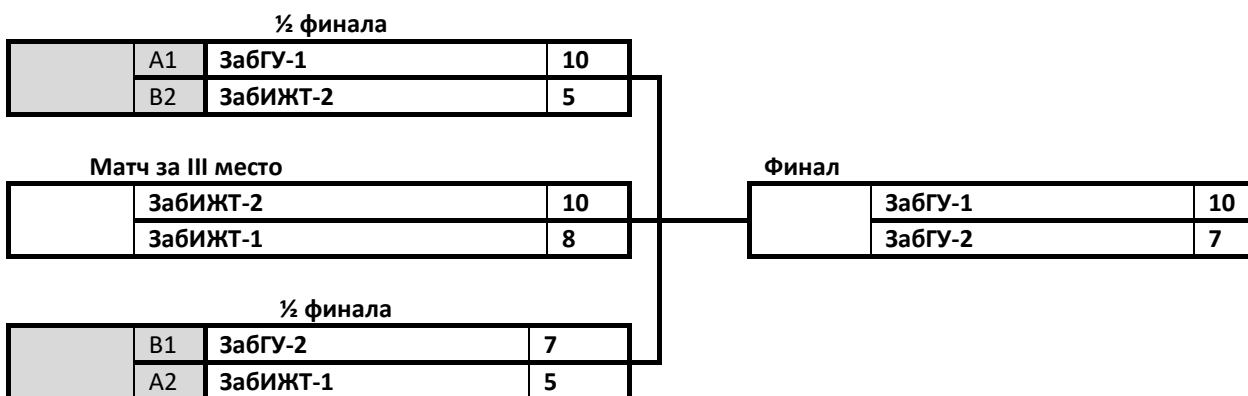 ½ финала
A1 ЗабГУ-1 10
B2 ЗабИЖТ-2 5
Матч за III место
ЗабИЖТ-2 10
ЗабИЖТ-1 8
Финал
ЗабГУ-1 10
ЗабГУ-2 7
½ финала
B1 ЗабГУ-2 7
A2 ЗабИЖТ-1 5